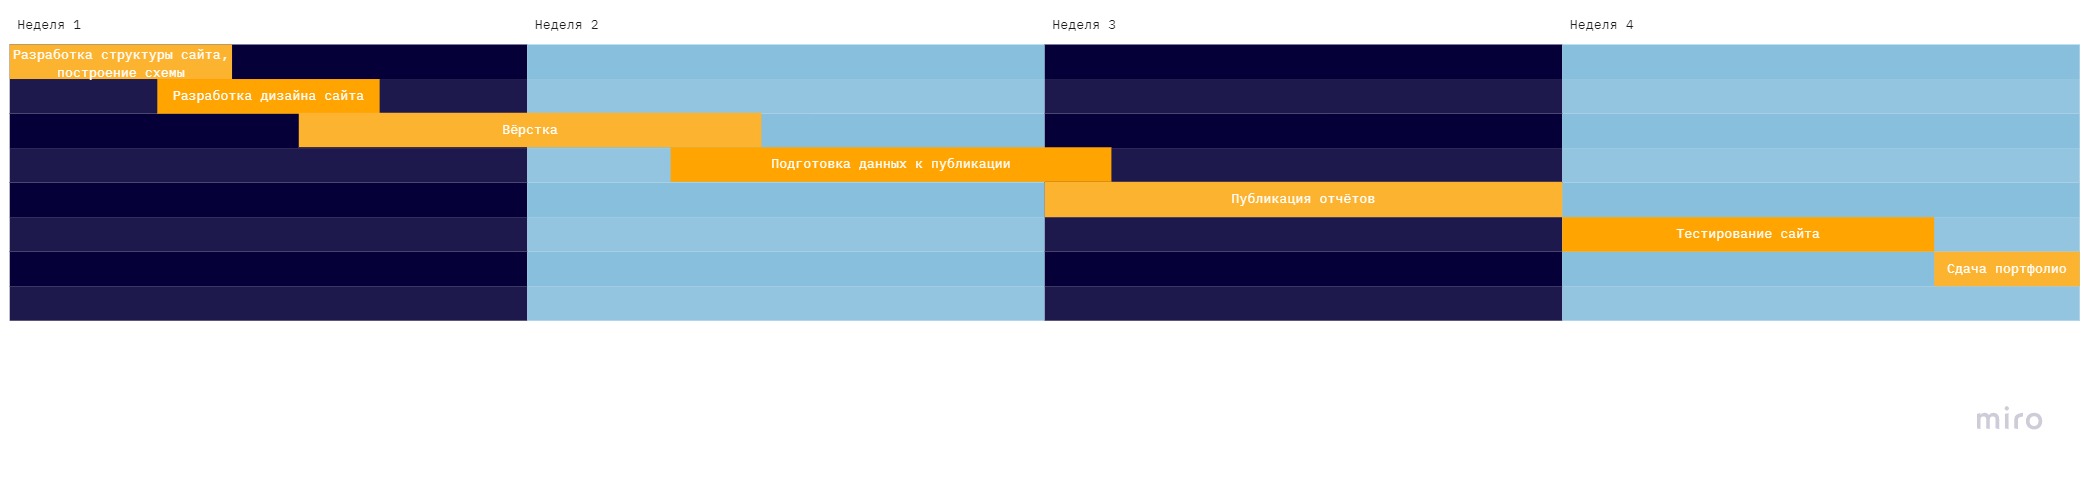 Неделя 1
Неделя 2
Неделя 3
Неделя 4
Разработка структуры сайта,
построение схемы
Разработка дизайна сайта
Вёрстка
Подготовка данных к публикации
Публикация отчётов
Тестирование сайта
Сдача портфолио
miro